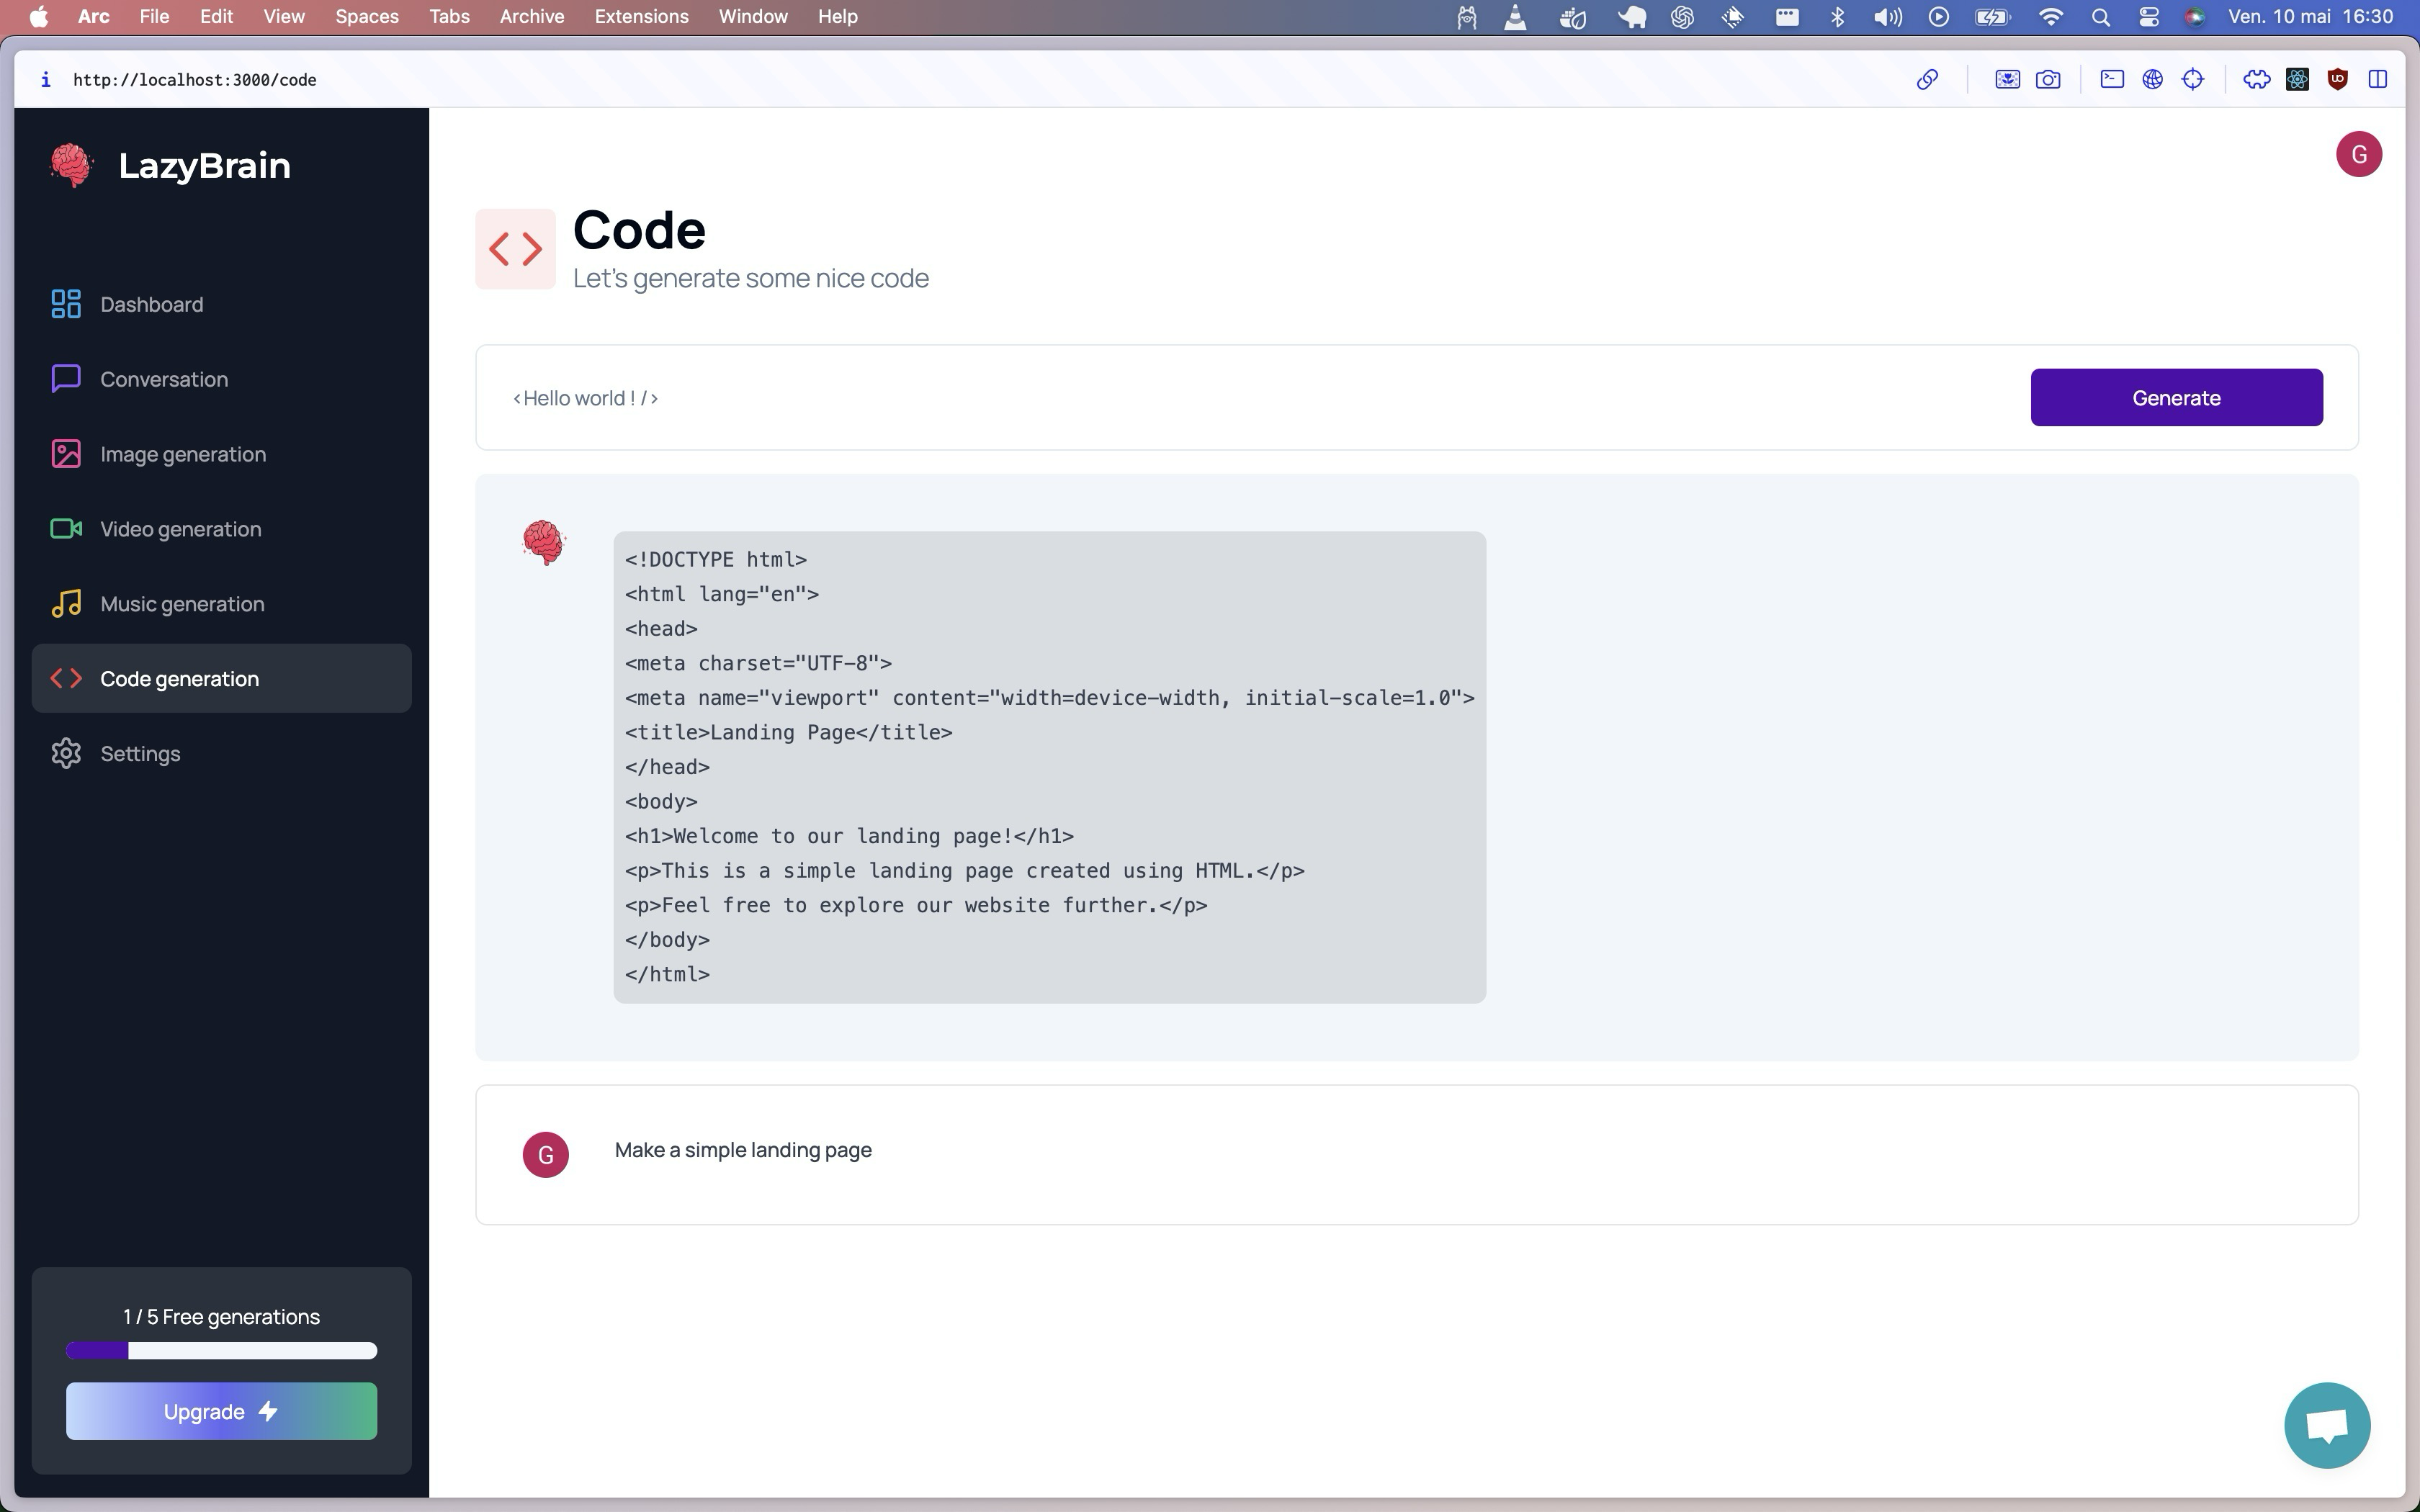 Arc File Edit View Spaces Tabs Archive Extensions Window Help Ven. 10 mai 16:30
http://localhost:3000/code
LazyBrain
Dashboard
Conversation
Image generation
Video generation
Music generation
Code generation
Settings
1 / 5 Free generations
Upgrade
G
Code
Let's generate some nice code
<Hello world ! />
Generate
<!DOCTYPE html>
<html lang="en">
<head>
<meta charset="UTF-8">
<meta name="viewport" content="width=device-width, initial-scale=1.0">
<title>Landing Page</title>
</head>
<body>
<h1>Welcome to our landing page!</h1>
<p>This is a simple landing page created using HTML.</p>
<p>Feel free to explore our website further.</p>
</body>
</html>
G Make a simple landing page